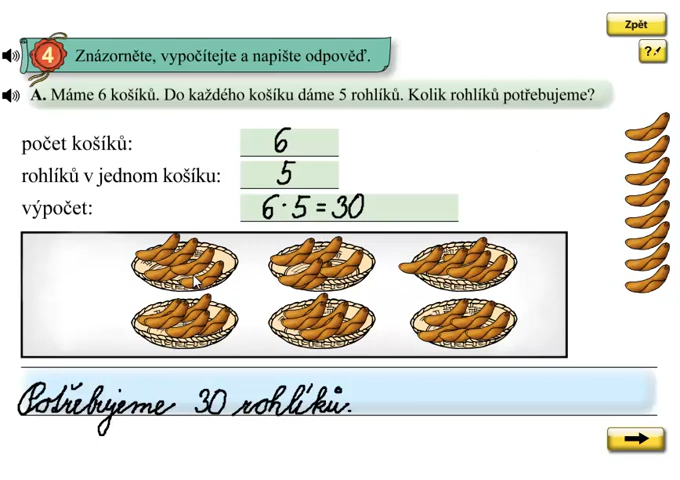 Zpět
4 Znázorněte, vypočítejte a napište odpověď.
?
A. Máme 6 košíků. Do každého košíku dáme 5 rohlíků. Kolik rohlíků potřebujeme?
počet košíků: 6
rohlíků v jednom košíku: 5
výpočet: 6 · 5 = 30
Potřebujeme 30 rohlíků.